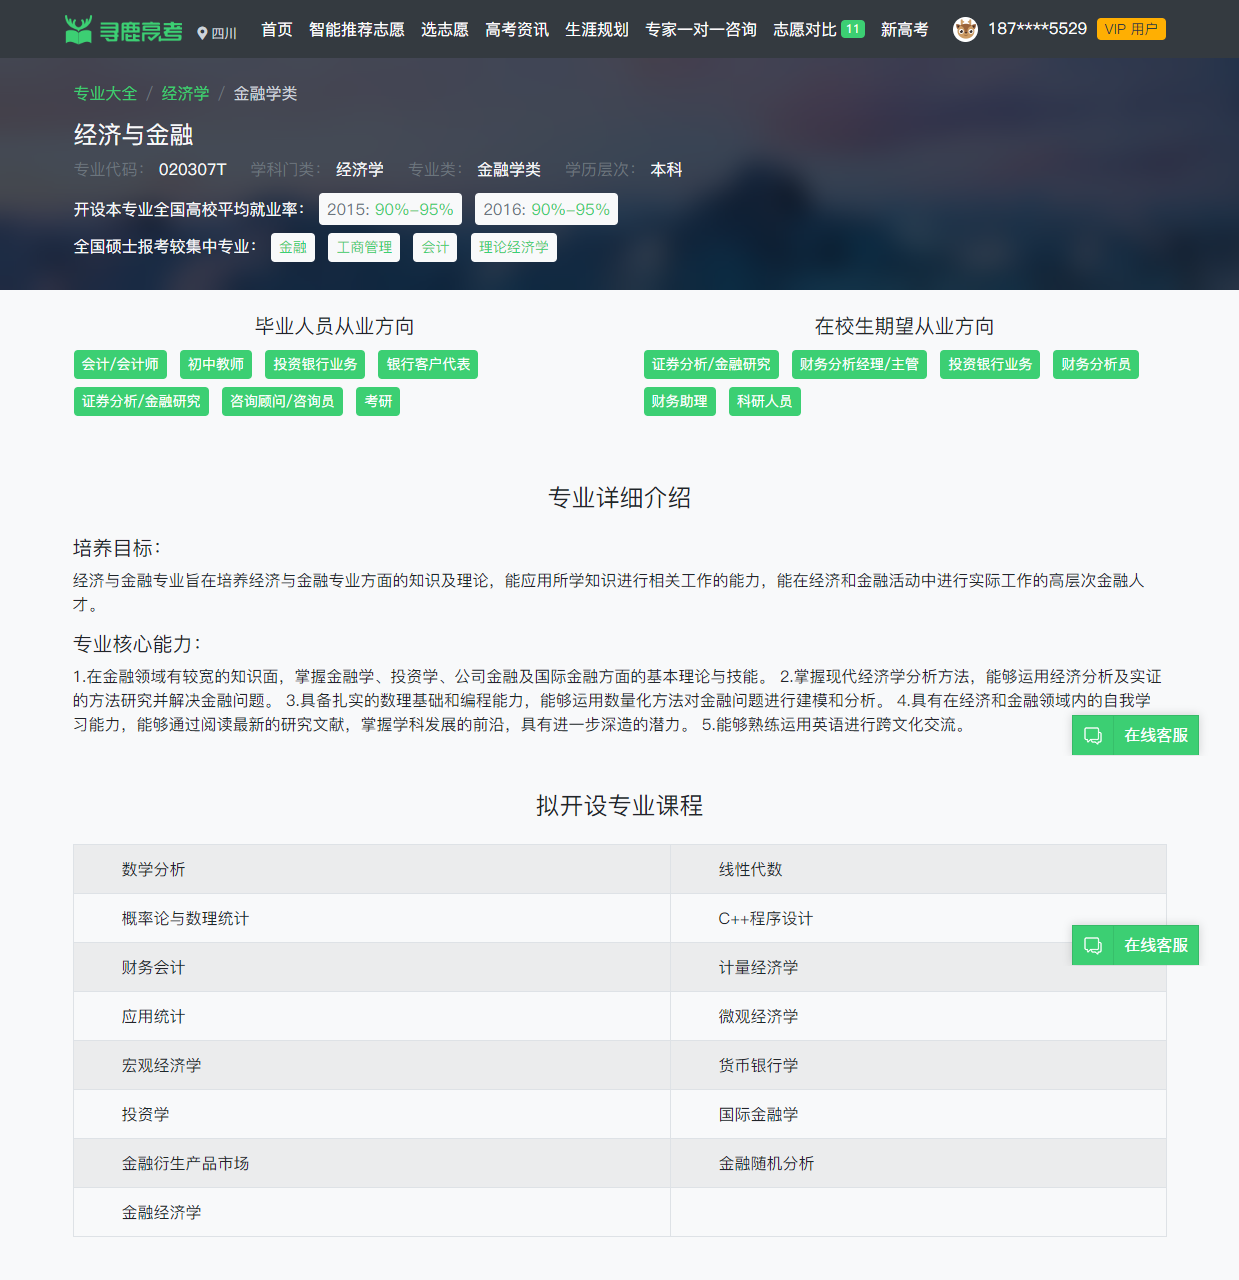 寻鹿高考 四川 首页 智能推荐志愿 选志愿 高考资讯 生涯规划 专家一对一咨询 志愿对比 11 新高考 187****5529 VIP 用户
专业大全 / 经济学 / 金融学类
经济与金融
专业代码： 020307T 学科门类： 经济学 专业类： 金融学类 学历层次： 本科
开设本专业全国高校平均就业率： 2015: 90%-95% 2016: 90%-95%
全国硕士报考较集中专业： 金融 工商管理 会计 理论经济学
毕业人员从业方向
会计/会计师 初中教师 投资银行业务 银行客户代表
证券分析/金融研究 咨询顾问/咨询员 考研
在校生期望从业方向
证券分析/金融研究 财务分析经理/主管 投资银行业务 财务分析员
财务助理 科研人员
专业详细介绍
培养目标：
经济与金融专业旨在培养经济与金融专业方面的知识及理论，能应用所学知识进行相关工作的能力，能在经济和金融活动中进行实际工作的高层次金融人
才。
专业核心能力：
1.在金融领域有较宽的知识面，掌握金融学、投资学、公司金融及国际金融方面的基本理论与技能。 2.掌握现代经济学分析方法，能够运用经济分析及实证
的方法研究并解决金融问题。 3.具备扎实的数理基础和编程能力，能够运用数量化方法对金融问题进行建模和分析。 4.具有在经济和金融领域内的自我学
习能力，能够通过阅读最新的研究文献，掌握学科发展的前沿，具有进一步深造的潜力。 5.能够熟练运用英语进行跨文化交流。
在线客服
拟开设专业课程
数学分析 线性代数
概率论与数理统计 C++程序设计
在线客服
财务会计 计量经济学
应用统计 微观经济学
宏观经济学 货币银行学
投资学 国际金融学
金融衍生产品市场 金融随机分析
金融经济学